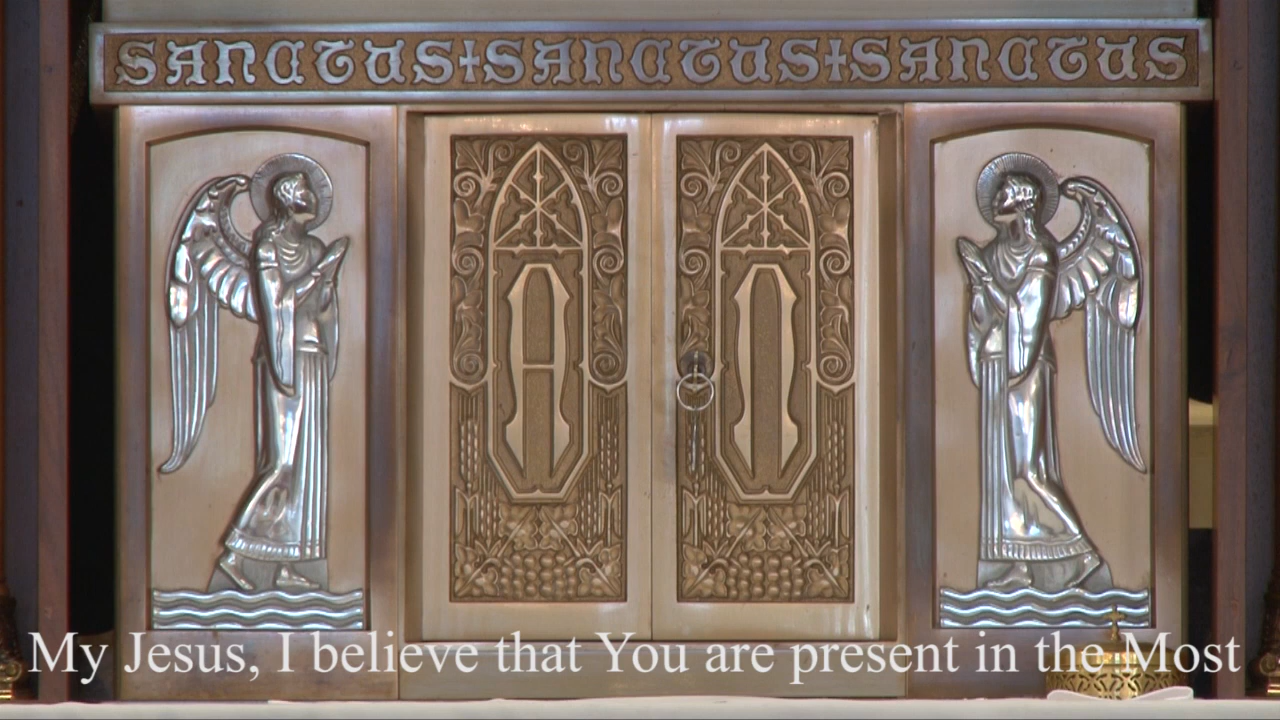 SANCTUS+SANCTUS+SANCTUS
A Ω
My Jesus, I believe that You are present in the Most